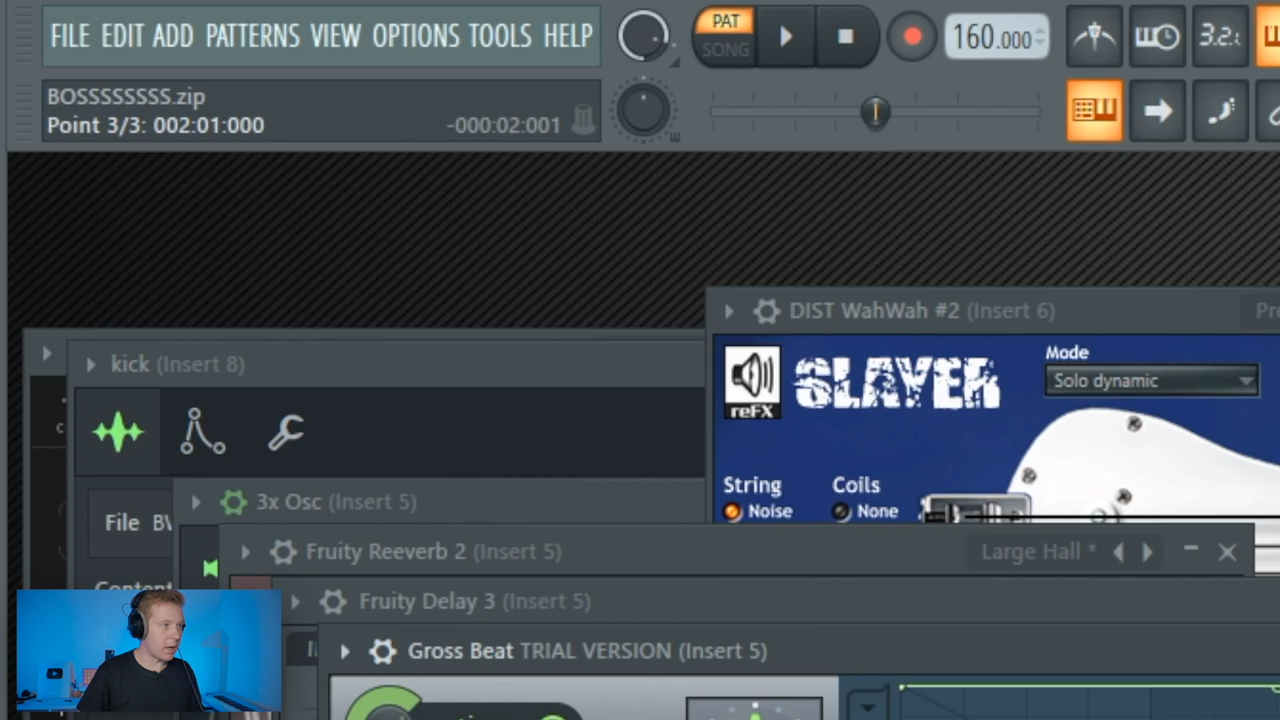 FILE EDIT ADD PATTERNS VIEW OPTIONS TOOLS HELP
PAT
SONG
160.000
3.2.
BOSSSSSSSS.zip
Point 3/3: 002:01:000
-000:02:001
DIST WahWah #2 (Insert 6)
kick (Insert 8)
reFX
SLAYER
Mode
Solo dynamic
String
Coils
Noise
None
File
3x Osc (Insert 5)
Fruity Reeverb 2 (Insert 5)
Large Hall *
Fruity Delay 3 (Insert 5)
Gross Beat TRIAL VERSION (Insert 5)